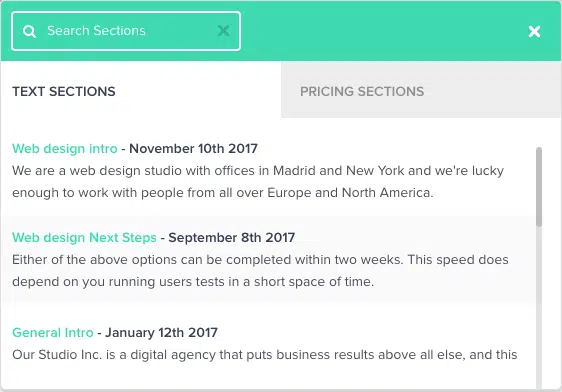 Search Sections
TEXT SECTIONS
PRICING SECTIONS
Web design intro - November 10th 2017
We are a web design studio with offices in Madrid and New York and we're lucky
enough to work with people from all over Europe and North America.
Web design Next Steps - September 8th 2017
Either of the above options can be completed within two weeks. This speed does
depend on you running users tests in a short space of time.
General Intro - January 12th 2017
Our Studio Inc. is a digital agency that puts business results above all else, and this